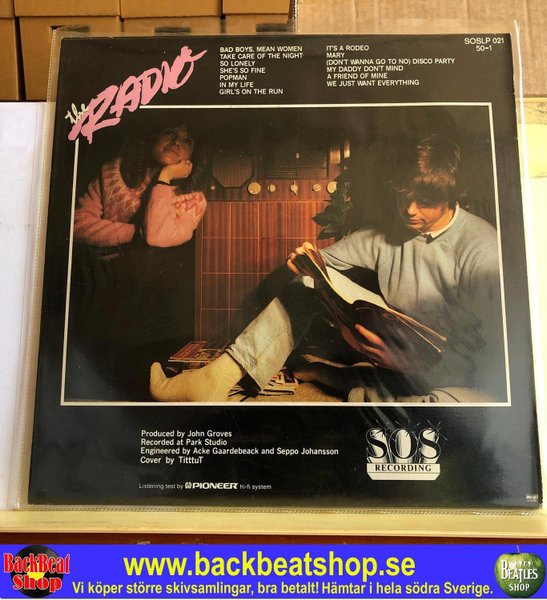 The RADIO
BAD BOYS, MEAN WOMEN
TAKE CARE OF THE NIGHT
SO LONELY
SHE'S SO FINE
POPMAN
IN MY LIFE
GIRL'S ON THE RUN
IT'S A RODEO
MARY
(DON'T WANNA GO TO NO) DISCO PARTY
MY DADDY DON'T MIND
A FRIEND OF MINE
WE JUST WANT EVERYTHING
SOSLP 021
50-1
Produced by John Groves
Recorded at Park Studio
Engineered by Acke Gaardebeack and Seppo Johansson
Cover by TitttuT
SOS
RECORDING
Listening test by PIONEER hi-fi system
BackBeat
Shop
www.backbeatshop.se
Vi köper större skivsamlingar, bra betalt! Hämtar i hela södra Sverige.
BackBeat
BEATLES
SHOP